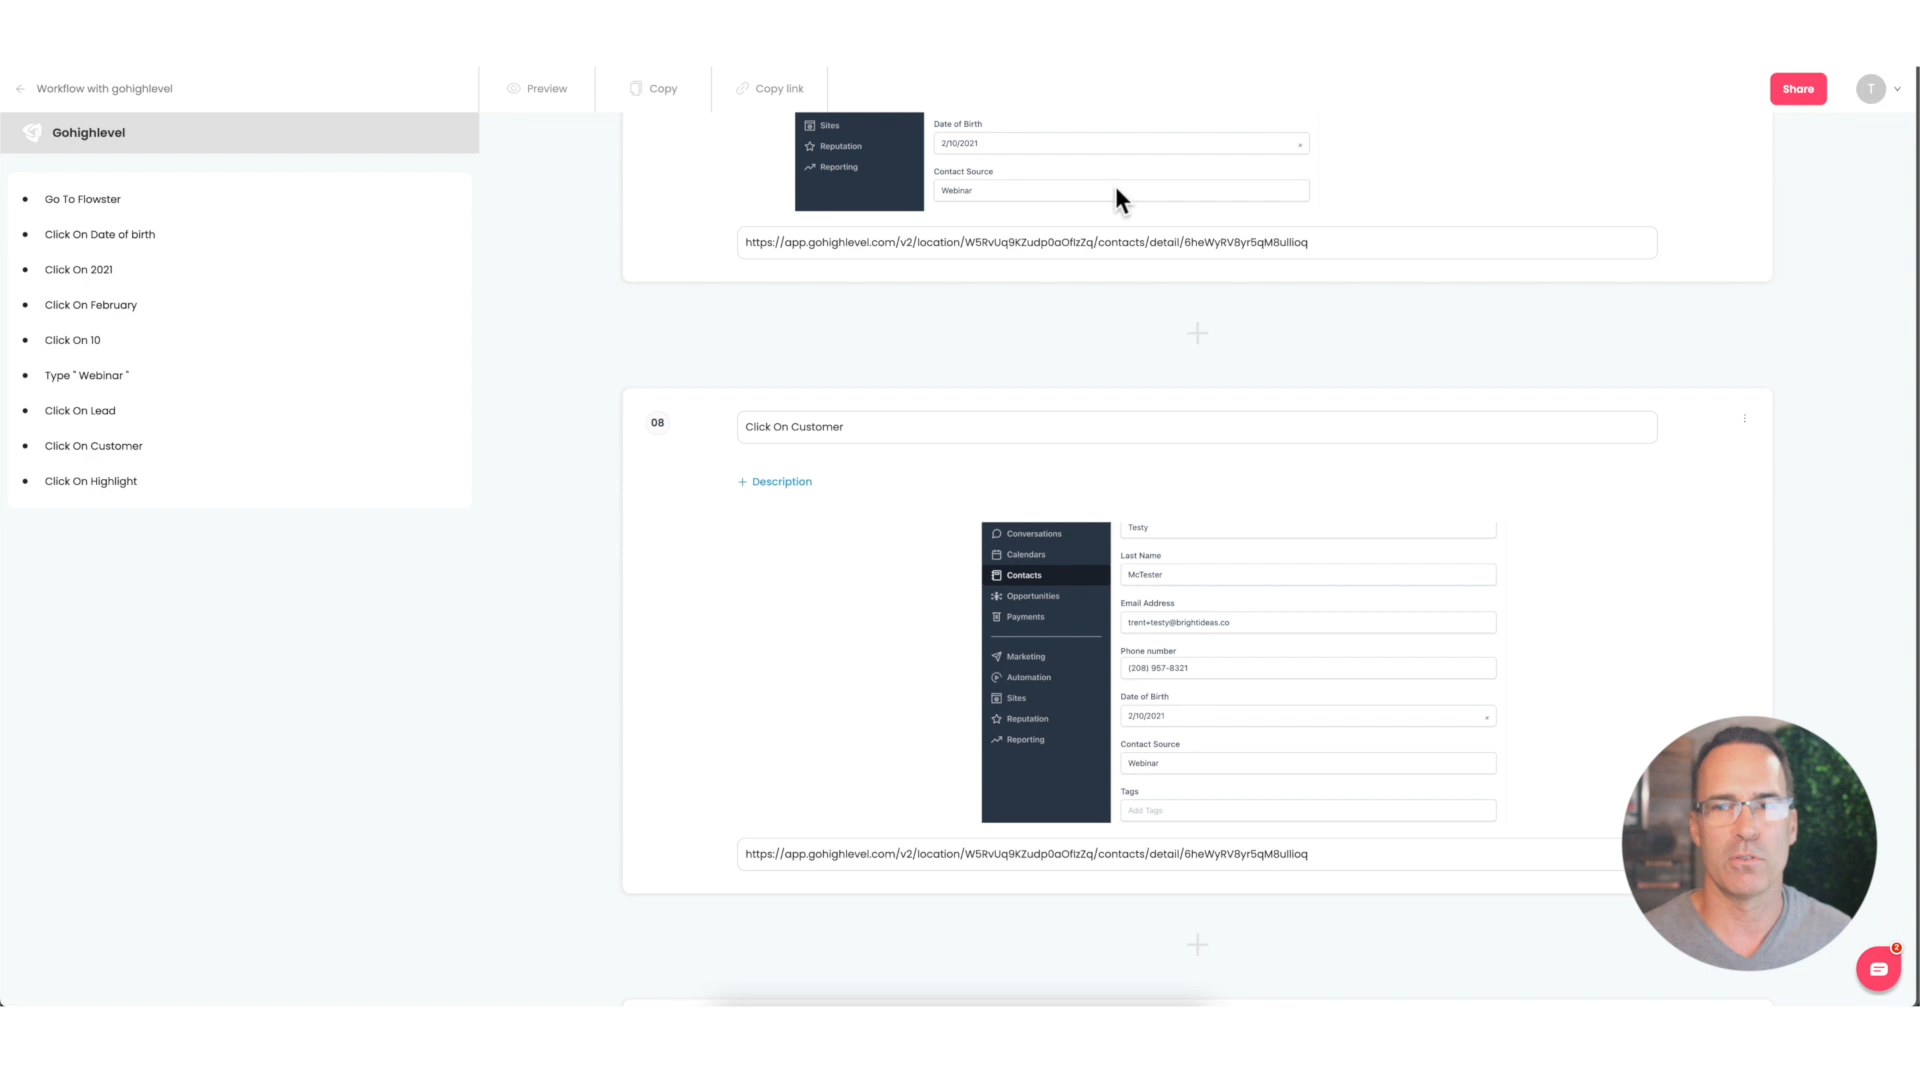 Workflow with gohighlevel
Preview
Copy
Copy link
Share
T
Gohighlevel
Go To Flowster
Click On Date of birth
Click On 2021
Click On February
Click On 10
Type " Webinar "
Click On Lead
Click On Customer
Click On Highlight
Sites
Reputation
Reporting
Date of Birth
2/10/2021
Contact Source
Webinar
https://app.gohighlevel.com/v2/location/W5RvUq9KZudp0aOfIzZq/contacts/detail/6heWyRV8yr5qM8ullioq
08
Click On Customer
+ Description
Conversations
Calendars
Contacts
Opportunities
Payments
Marketing
Automation
Sites
Reputation
Reporting
Testy
Last Name
McTester
Email Address
trent+testy@brightideas.co
Phone number
(208) 957-8321
Date of Birth
2/10/2021
Contact Source
Webinar
Tags
Add Tags
https://app.gohighlevel.com/v2/location/W5RvUq9KZudp0aOfIzZq/contacts/detail/6heWyRV8yr5qM8ullioq
2